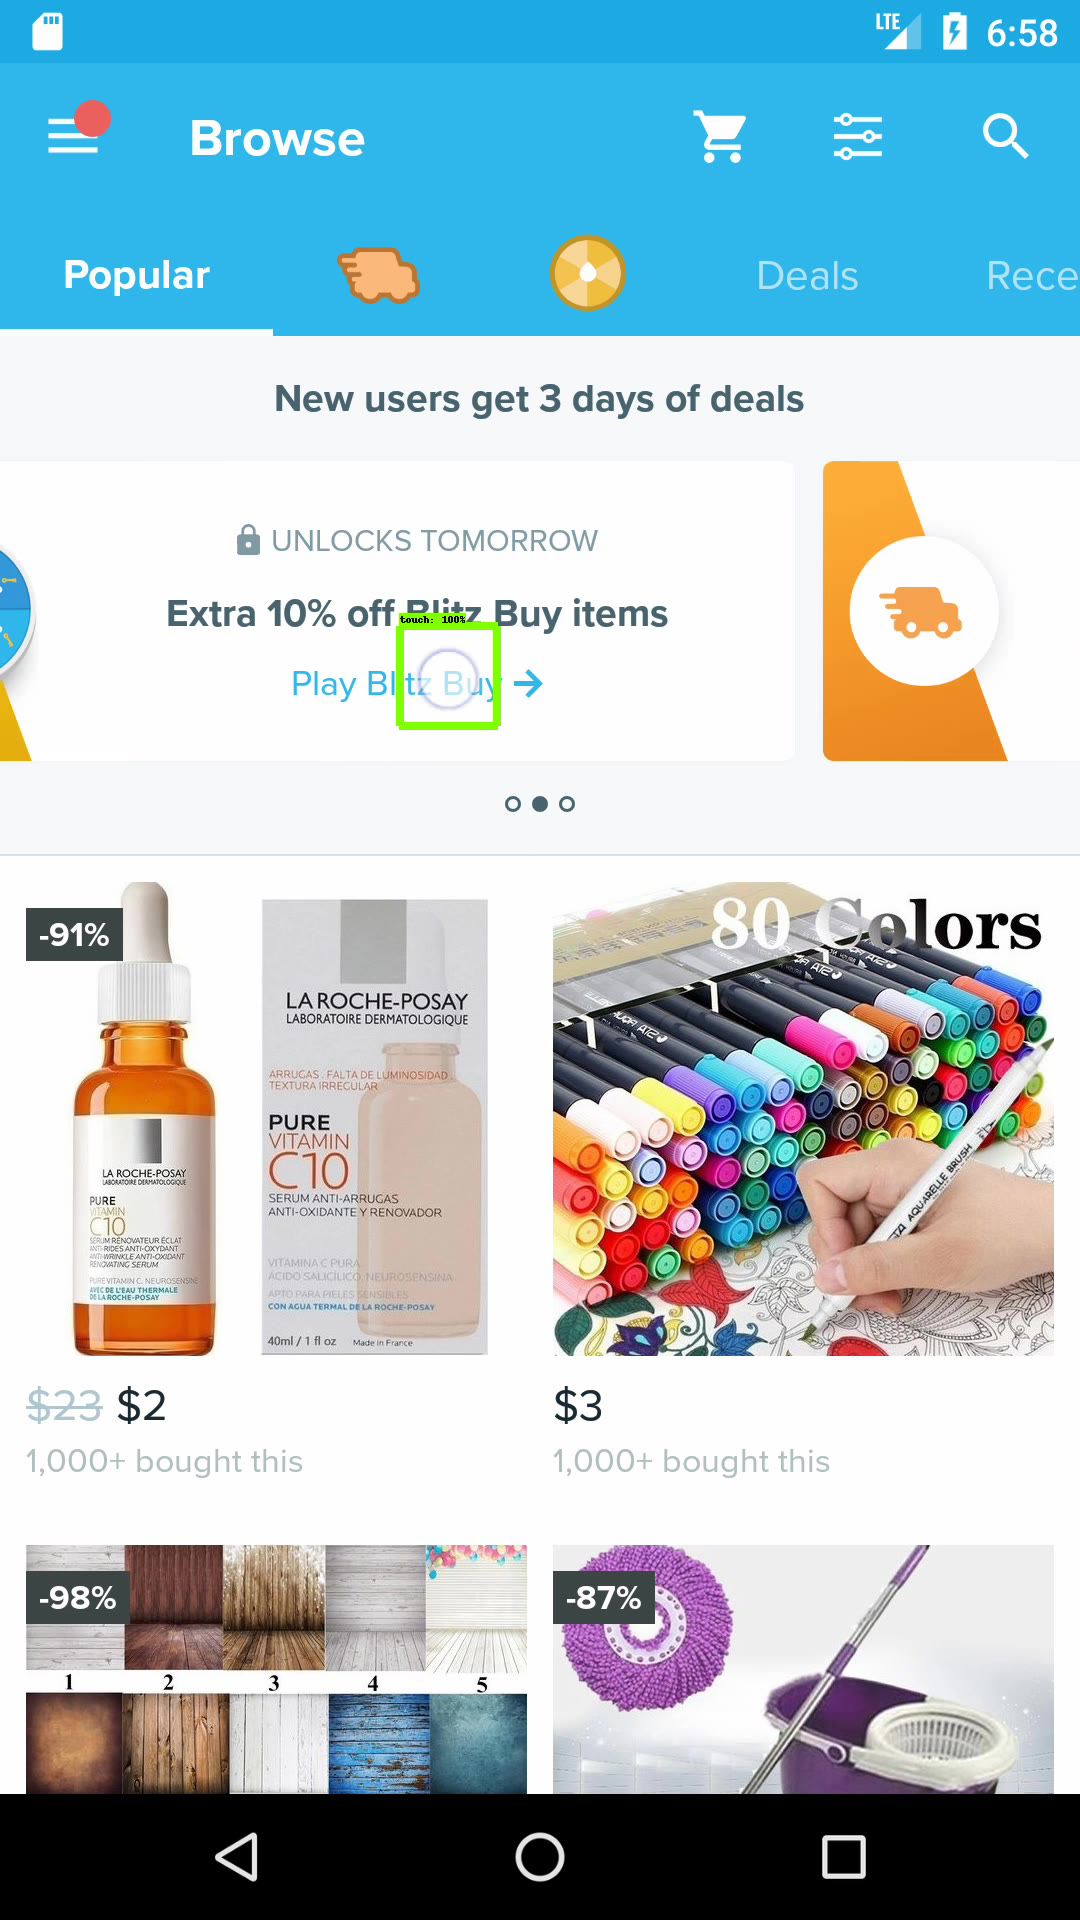 LTE 6:58
Browse
Popular Deals Rece
New users get 3 days of deals
UNLOCKS TOMORROW
Extra 10% off Blitz Buy items
touch: 100%
Play Blitz Buy
-91%
LA ROCHE-POSAY
LABORATOIRE DERMATOLOGIQUE
ARRUGAS . FALTA DE LUMINOSIDAD
TEXTURA IRREGULAR
PURE
VITAMIN
C10
SERUM ANTI-ARRUGAS
ANTI-OXIDANTE Y RENOVADOR
VITAMINA C PURA
ÁCIDO SALICÍLICO. NEUROSENSINA
APTO PARA PIELES SENSIBLES
CON AGUA TERMAL DE LA ROCHE-POSAY
40ml / 1 fl oz Made in France
LA ROCHE-POSAY
LABORATOIRE DERMATOLOGIQUE
PURE
VITAMIN
C10
SÉRUM RÉNOVATEUR ÉCLAT
ANTI-RIDES ANTI-OXYDANT
ANTI-WRINKLE ANTI-OXIDANT
RENOVATING SERUM
PURE VITAMIN C. NEUROSENSINE
AVEC DE L'EAU THERMALE
DE LA ROCHE-POSAY
80 Colors
AQUARELLE BRUSH
$23 $2
1,000+ bought this
$3
1,000+ bought this
-98%
1 2 3 4 5
-87%